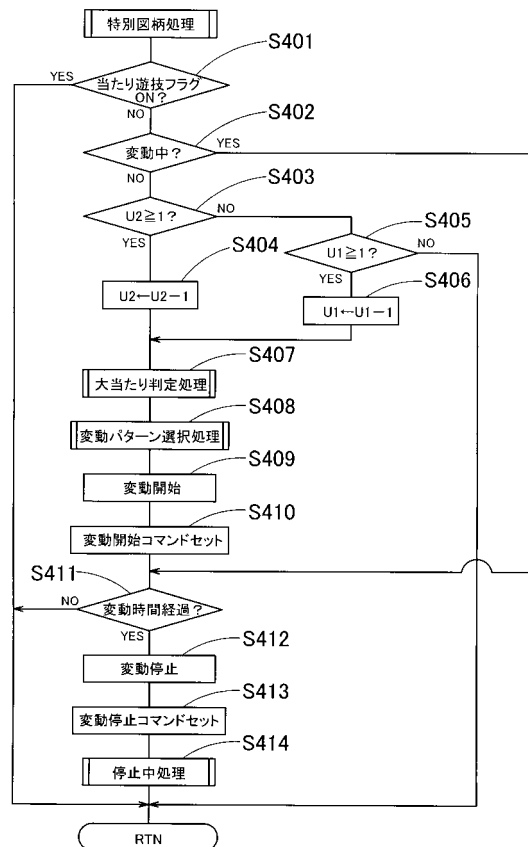 特別図柄処理
S401
YES
当たり遊技フラグ
ON?
NO
S402
変動中?
YES
NO
S403
U2≧1?
NO
YES
S404
S405
U1≧1?
NO
YES
S406
U2←U2−1
U1←U1−1
S407
大当たり判定処理
S408
変動パターン選択処理
S409
変動開始
S410
変動開始コマンドセット
S411
NO
変動時間経過?
YES
S412
変動停止
S413
変動停止コマンドセット
S414
停止中処理
RTN